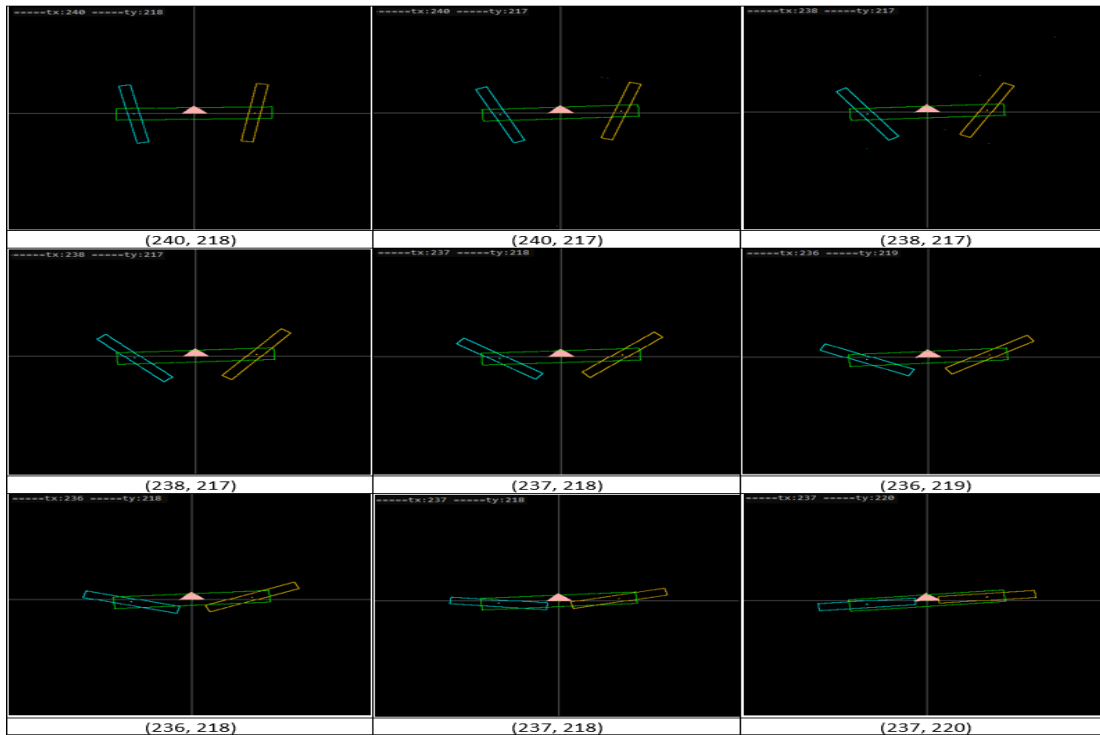 -----tx:240 -----ty:218
-----tx:240 -----ty:217
-----tx:238 -----ty:217
(240, 218)
(240, 217)
(238, 217)
-----tx:238 -----ty:217
-----tx:237 -----ty:218
-----tx:236 -----ty:219
(238, 217)
(237, 218)
(236, 219)
-----tx:236 -----ty:218
-----tx:237 -----ty:218
-----tx:237 -----ty:220
(236, 218)
(237, 218)
(237, 220)